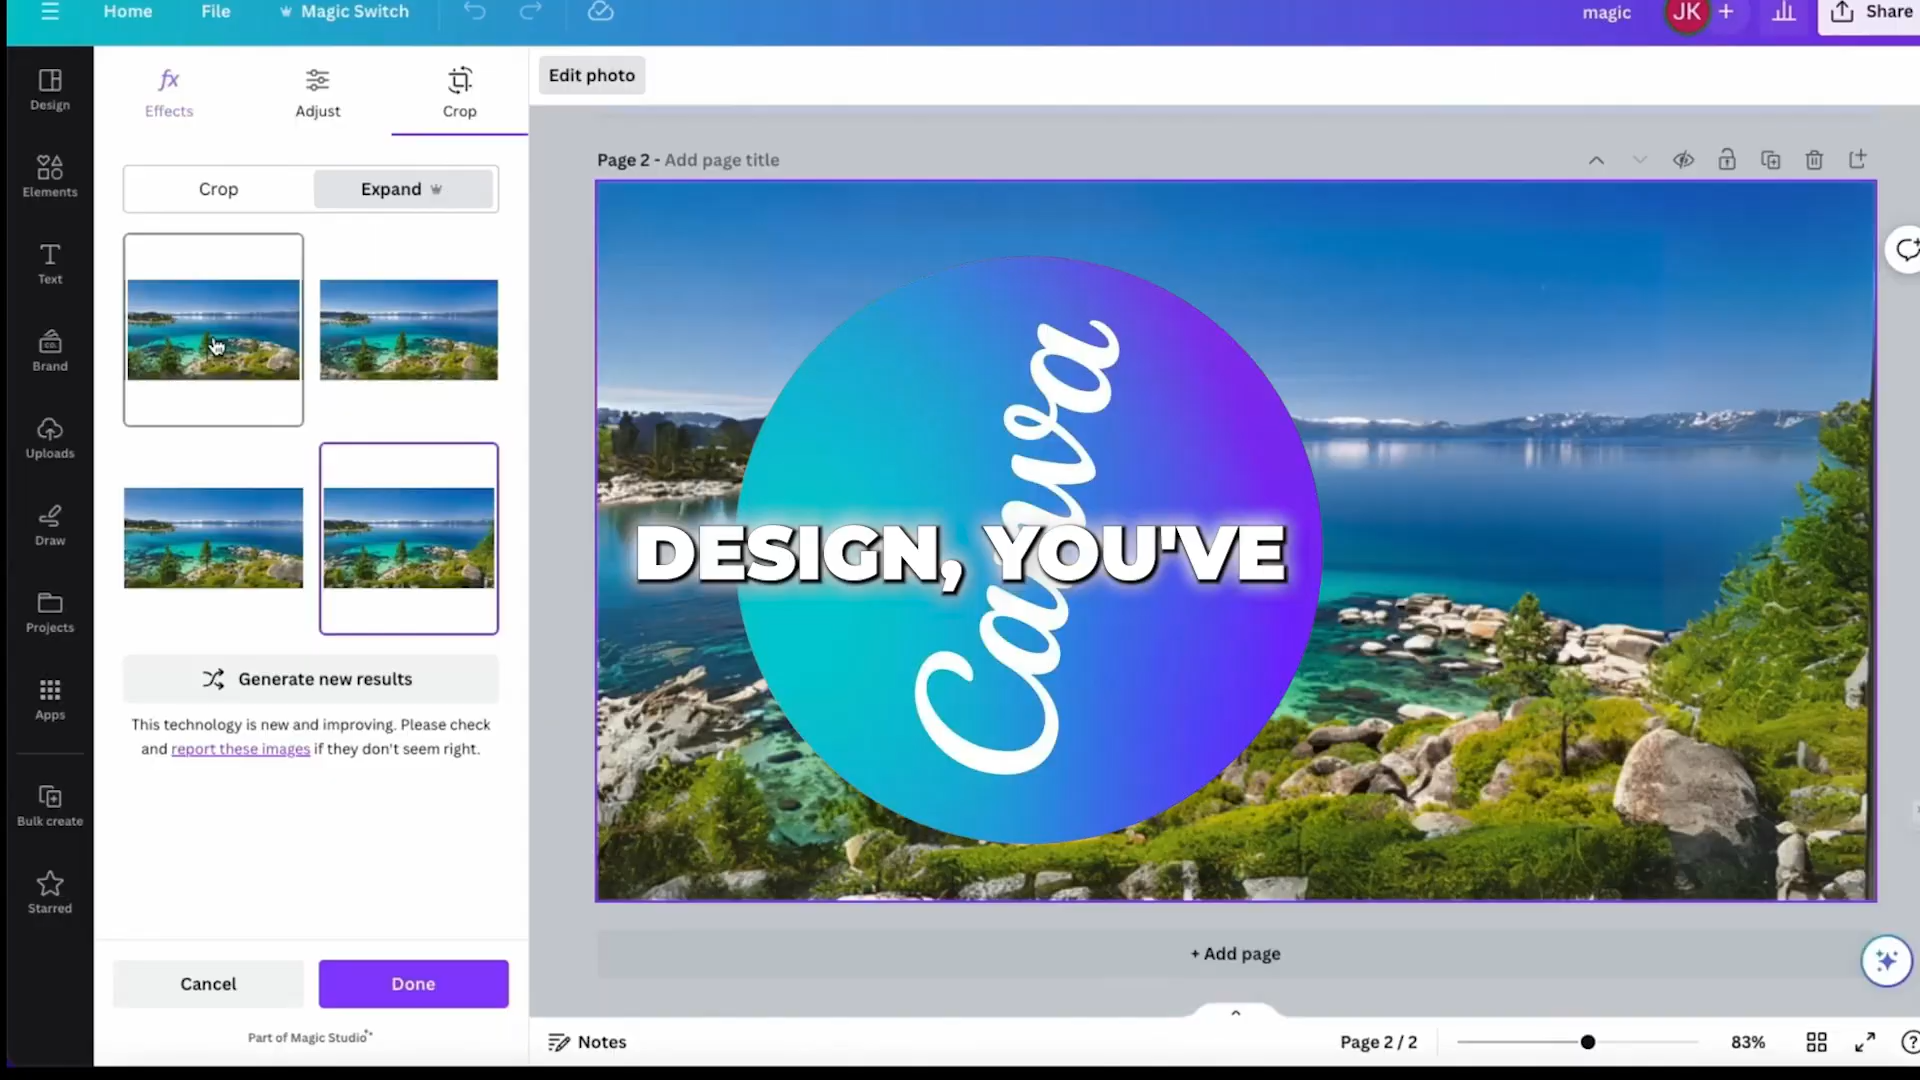 Home File Magic Switch magic JK Share
Design
Elements
Text
Brand
CO.
Uploads
Draw
Projects
Apps
Bulk create
Starred
fx
Effects Adjust Crop
Crop Expand
Generate new results
This technology is new and improving. Please check
and report these images if they don't seem right.
Cancel Done
Part of Magic Studio
Edit photo
Page 2 - Add page title
Canva
DESIGN, YOU'VE
+ Add page
Notes Page 2 / 2 83% ?